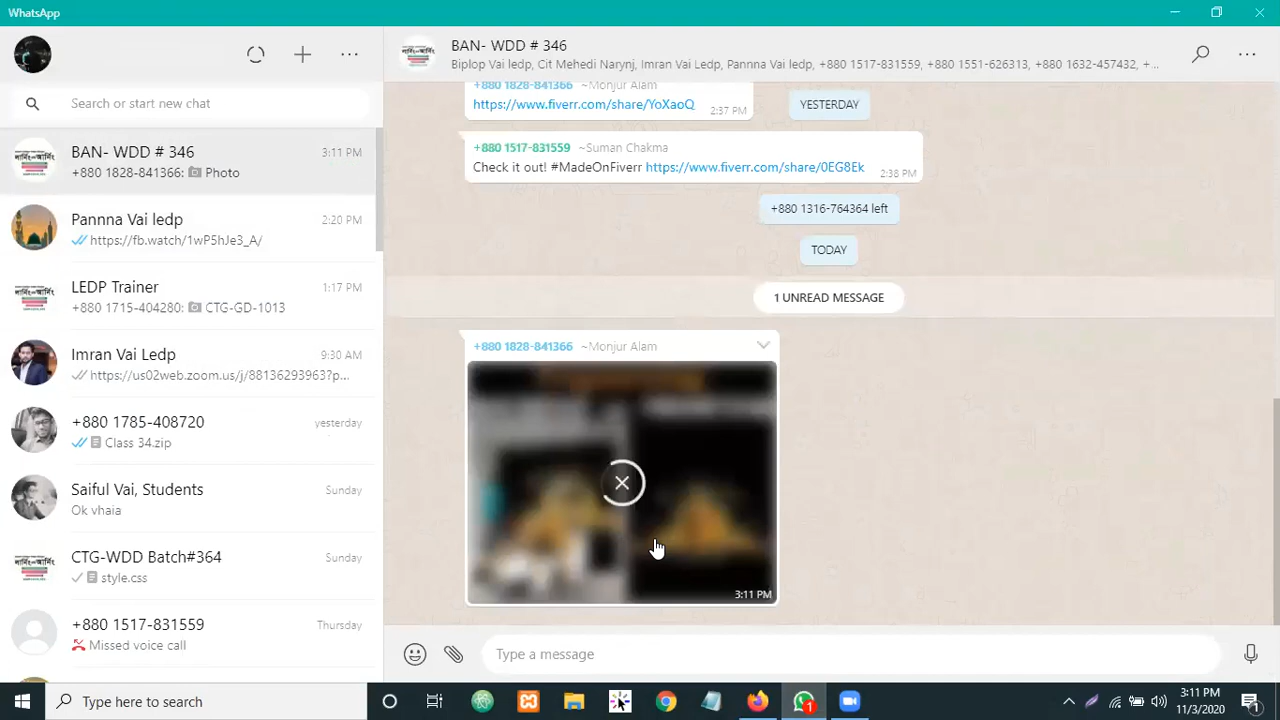 WhatsApp
Search or start new chat
BAN- WDD # 346
3:11 PM
+880 1828-841366: Photo
Pannna Vai ledp
2:20 PM
https://fb.watch/1wP5hJe3_A/
LEDP Trainer
1:17 PM
+880 1715-404280: CTG-GD-1013
Imran Vai Ledp
9:30 AM
https://us02web.zoom.us/j/88136293963?p...
+880 1785-408720
yesterday
Class 34.zip
Saiful Vai, Students
Sunday
Ok vhaia
CTG-WDD Batch#364
Sunday
style.css
+880 1517-831559
Thursday
Missed voice call
BAN- WDD # 346
Biplop Vai ledp, Cit Mehedi Narynj, Imran Vai Ledp, Pannna Vai ledp, +880 1517-831559, +880 1551-626313, +880 1632-457432, +...
+880 1828-841366 ~Monjur Alam
https://www.fiverr.com/share/YoXaoQ
2:37 PM
YESTERDAY
+880 1517-831559 ~Suman Chakma
Check it out! #MadeOnFiverr https://www.fiverr.com/share/0EG8Ek
2:38 PM
+880 1316-764364 left
TODAY
1 UNREAD MESSAGE
+880 1828-841366 ~Monjur Alam
3:11 PM
Type a message
Type here to search
1
3:11 PM
11/3/2020
1